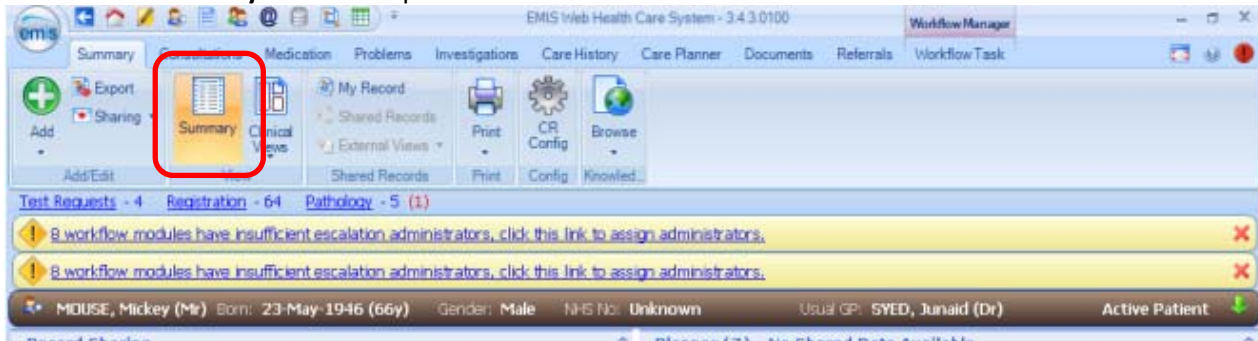 EMIS Web Health Care System - 3.4.3.0100 Workflow Manager
emis
Summary Consultations Medication Problems Investigations Care History Care Planner Documents Referrals Workflow Task
Add
Export
Sharing
Summary
Clinical Views
My Record
Shared Records
External Views
Print
CR Config
Browse
Add/Edit View Shared Records Print Config Knowled...
Test Requests - 4 Registration - 64 Pathology - 5 (1)
8 workflow modules have insufficient escalation administrators, click this link to assign administrators.
8 workflow modules have insufficient escalation administrators, click this link to assign administrators.
MOUSE, Mickey (Mr) Born: 23-May-1946 (66y) Gender: Male NHS No: Unknown Usual GP: SYED, Junaid (Dr) Active Patient